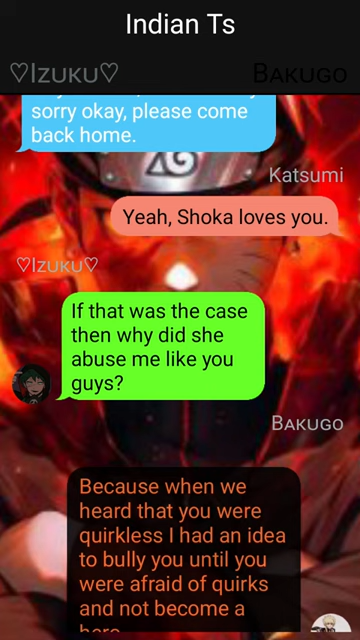 Indian Ts
♡Izuku♡ Bakugo
sorry okay, please come
back home.
Katsumi
Yeah, Shoka loves you.
♡Izuku♡
If that was the case
then why did she
abuse me like you
guys?
Bakugo
Because when we
heard that you were
quirkless I had an idea
to bully you until you
were afraid of quirks
and not become a